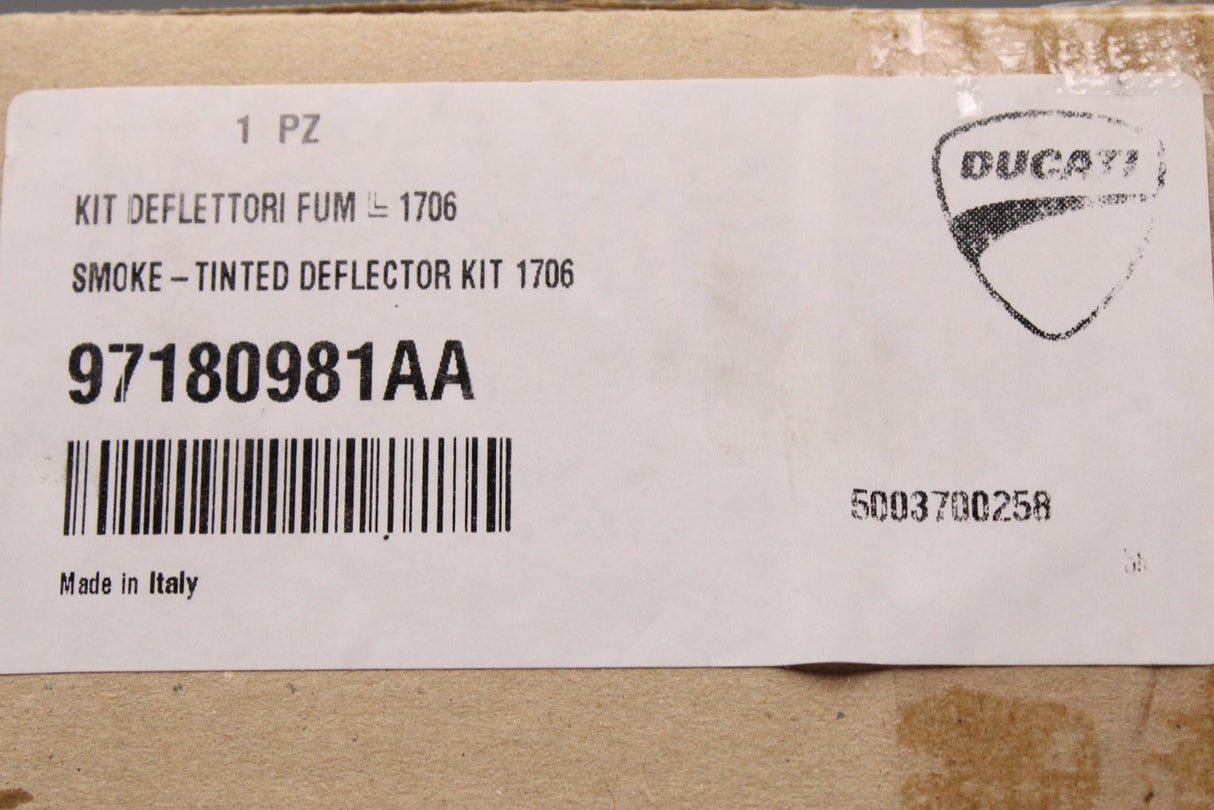 1 PZ
DUCATI
KIT DEFLETTORI FUM 1706
SMOKE – TINTED DEFLECTOR KIT 1706
97180981AA
5003700258
Made in Italy